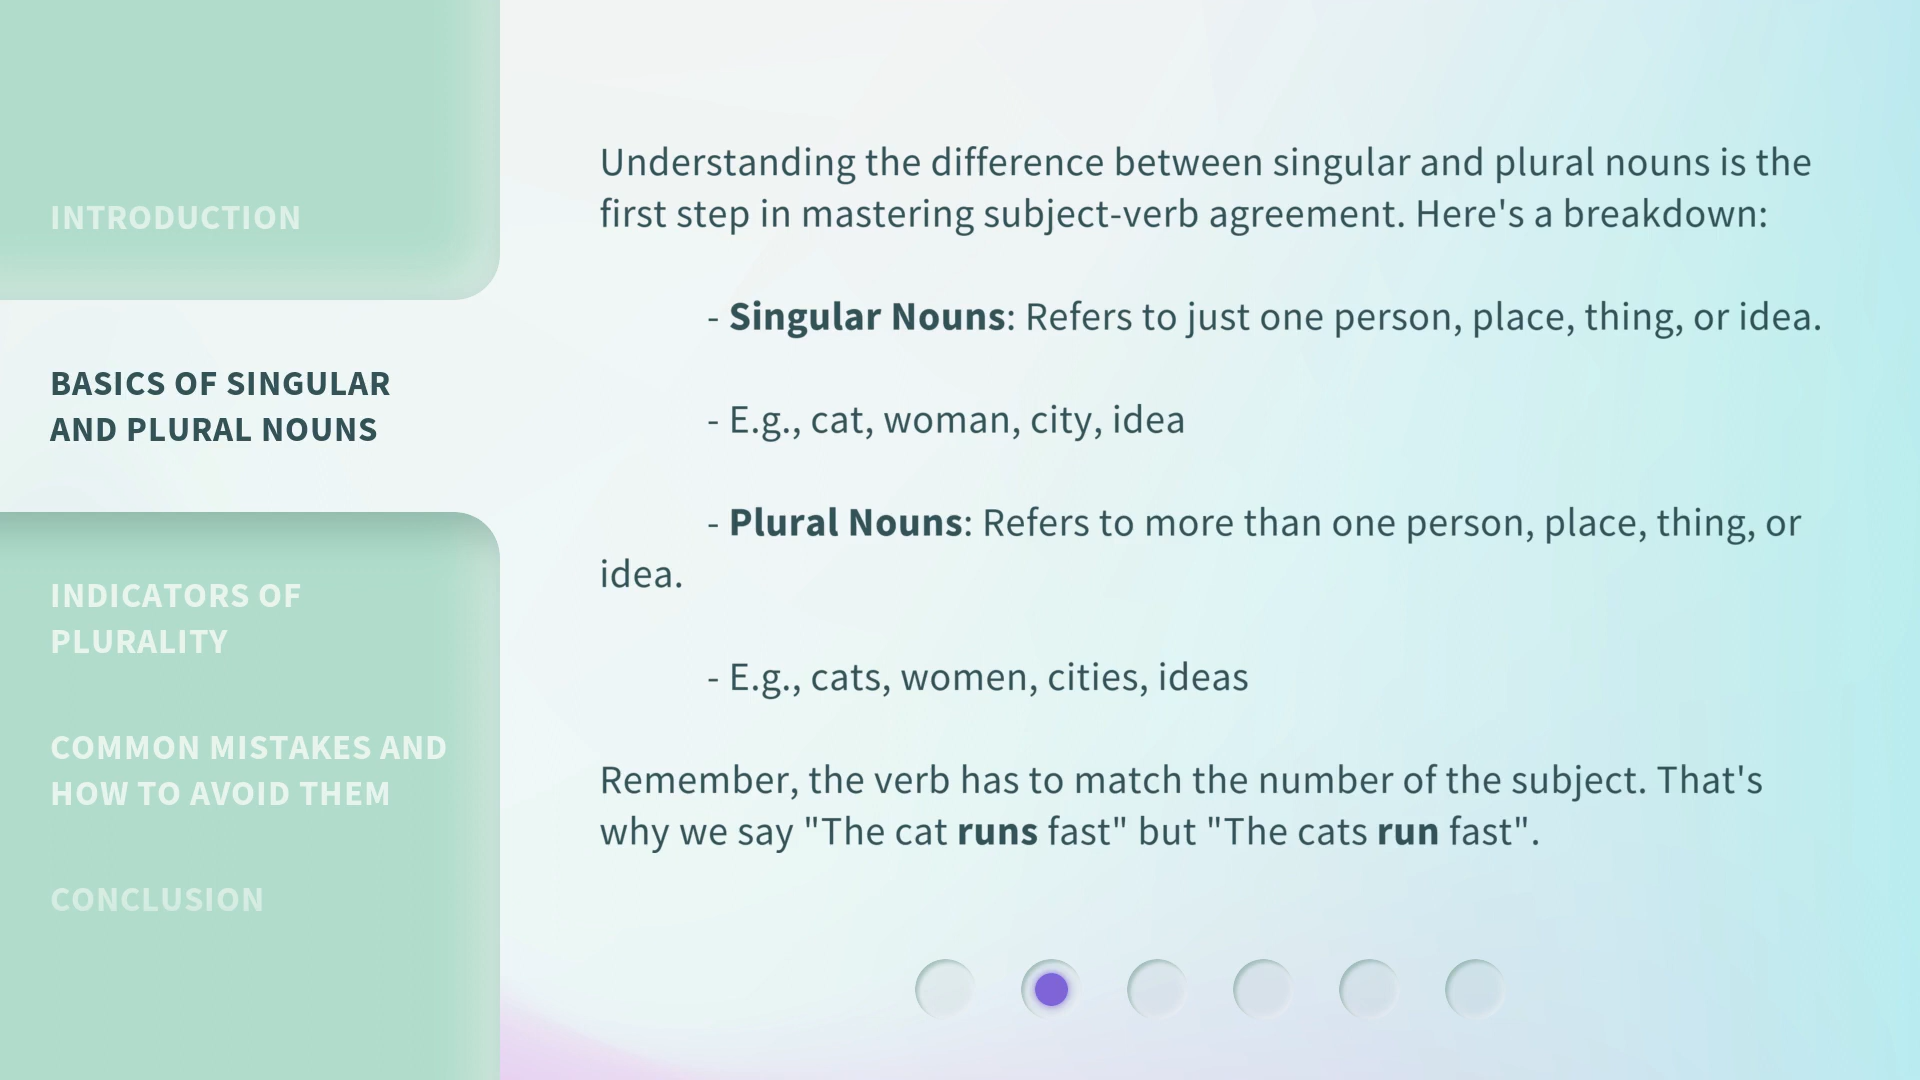 INTRODUCTION
BASICS OF SINGULAR
AND PLURAL NOUNS
INDICATORS OF
PLURALITY
COMMON MISTAKES AND
HOW TO AVOID THEM
CONCLUSION
Understanding the difference between singular and plural nouns is the
first step in mastering subject-verb agreement. Here's a breakdown:
- Singular Nouns: Refers to just one person, place, thing, or idea.
- E.g., cat, woman, city, idea
- Plural Nouns: Refers to more than one person, place, thing, or
idea.
- E.g., cats, women, cities, ideas
Remember, the verb has to match the number of the subject. That's
why we say "The cat runs fast" but "The cats run fast".